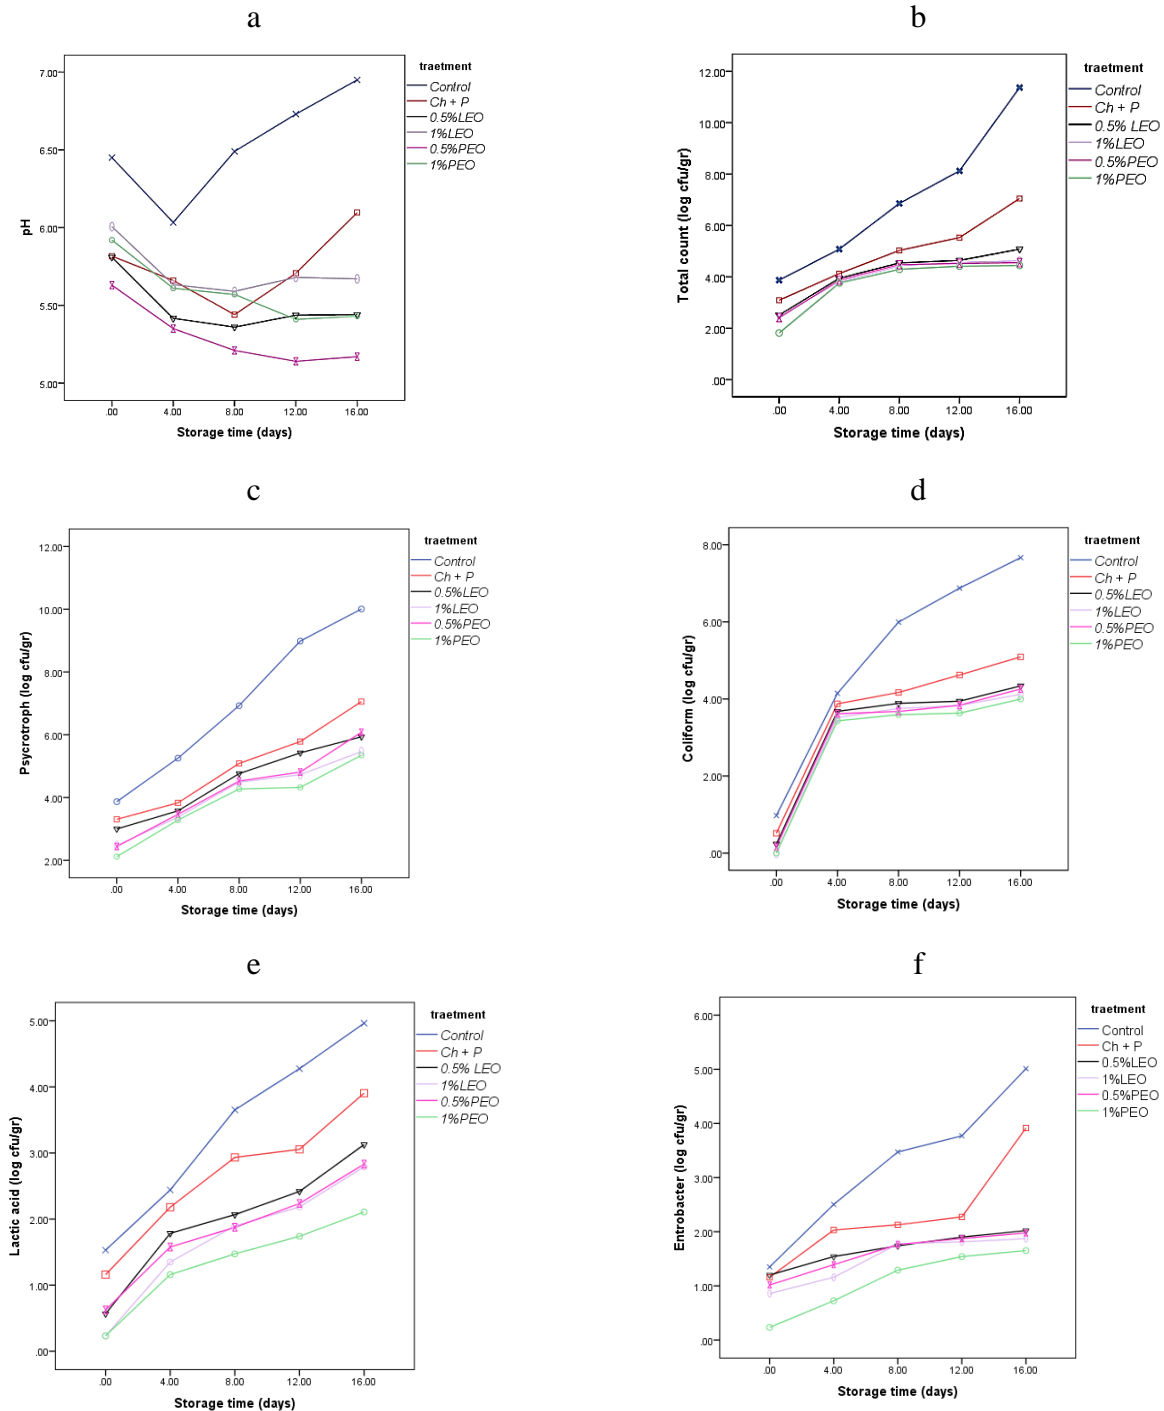 a
traetment
Control
Ch + P
0.5%LEO
1%LEO
0.5%PEO
1%PEO
7.00
6.50
6.00
5.50
5.00
pH
.00 4.00 8.00 12.00 16.00
Storage time (days)
b
traetment
Control
Ch + P
0.5% LEO
1%LEO
0.5%PEO
1%PEO
12.00
10.00
8.00
6.00
4.00
2.00
.00
Total count (log cfu/gr)
.00 4.00 8.00 12.00 16.00
Storage time (days)
c
traetment
Control
Ch + P
0.5%LEO
1%LEO
0.5%PEO
1%PEO
12.00
10.00
8.00
6.00
4.00
2.00
Psycrotroph (log cfu/gr)
.00 4.00 8.00 12.00 16.00
Storage time (days)
d
traetment
Control
Ch + P
0.5%LEO
1%LEO
0.5%PEO
1%PEO
8.00
6.00
4.00
2.00
.00
Coliform (log cfu/gr)
.00 4.00 8.00 12.00 16.00
Storage time (days)
e
traetment
Control
Ch + P
0.5% LEO
1%LEO
0.5%PEO
1%PEO
5.00
4.00
3.00
2.00
1.00
.00
Lactic acid (log cfu/gr)
.00 4.00 8.00 12.00 16.00
Storage time (days)
f
traetment
Control
Ch + P
0.5%LEO
1%LEO
0.5%PEO
1%PEO
6.00
5.00
4.00
3.00
2.00
1.00
.00
Entrobacter (log cfu/gr)
.00 4.00 8.00 12.00 16.00
Storage time (days)